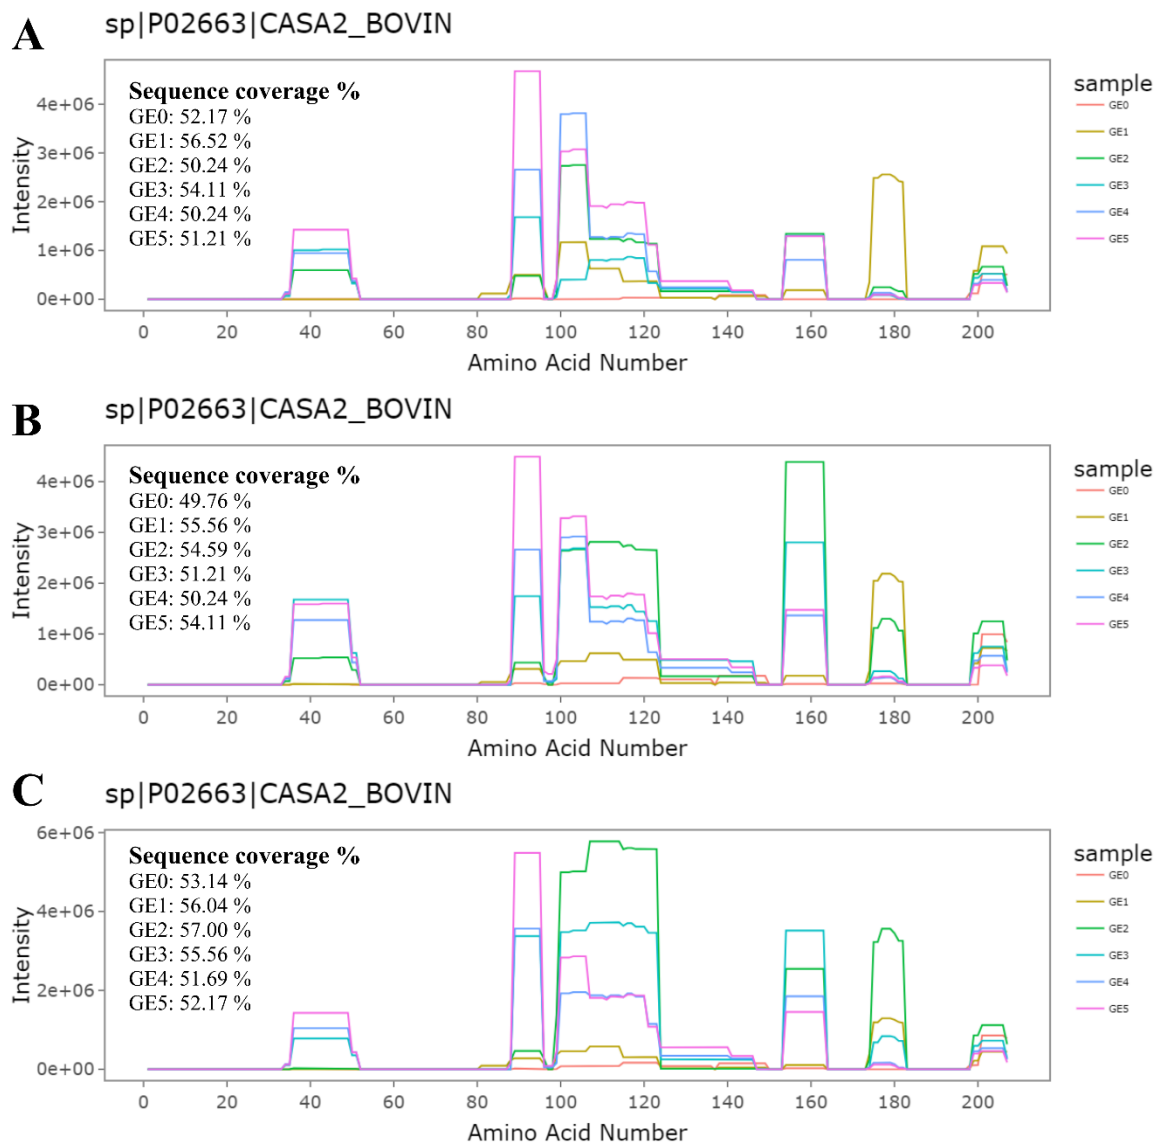 A
sp|P02663|CASA2_BOVIN
Sequence coverage %
GE0: 52.17 %
GE1: 56.52 %
GE2: 50.24 %
GE3: 54.11 %
GE4: 50.24 %
GE5: 51.21 %
4e+06
3e+06
2e+06
1e+06
0e+00
Intensity
0 20 40 60 80 100 120 140 160 180 200
Amino Acid Number
sample
GE0
GE1
GE2
GE3
GE4
GE5
B
sp|P02663|CASA2_BOVIN
Sequence coverage %
GE0: 49.76 %
GE1: 55.56 %
GE2: 54.59 %
GE3: 51.21 %
GE4: 50.24 %
GE5: 54.11 %
4e+06
3e+06
2e+06
1e+06
0e+00
Intensity
0 20 40 60 80 100 120 140 160 180 200
Amino Acid Number
sample
GE0
GE1
GE2
GE3
GE4
GE5
C
sp|P02663|CASA2_BOVIN
Sequence coverage %
GE0: 53.14 %
GE1: 56.04 %
GE2: 57.00 %
GE3: 55.56 %
GE4: 51.69 %
GE5: 52.17 %
6e+06
4e+06
2e+06
0e+00
Intensity
0 20 40 60 80 100 120 140 160 180 200
Amino Acid Number
sample
GE0
GE1
GE2
GE3
GE4
GE5